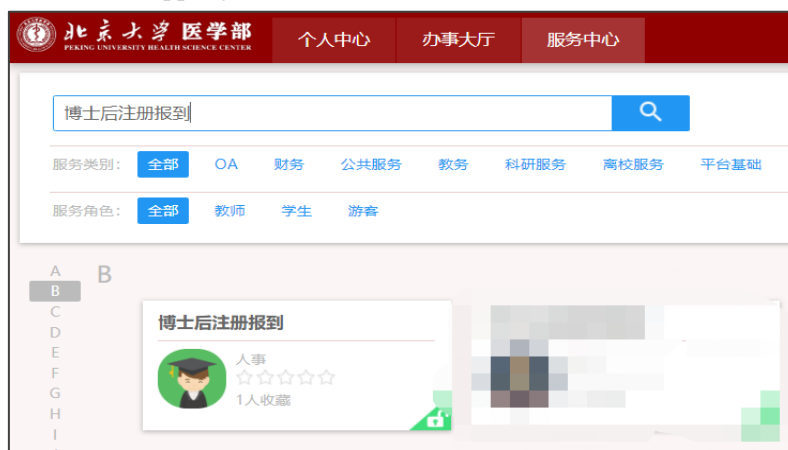 北京大学 医学部
PEKING UNIVERSITY HEALTH SCIENCE CENTER
个人中心 办事大厅 服务中心
博士后注册报到
服务类别： 全部 OA 财务 公共服务 教务 科研服务 离校服务 平台基础
服务角色： 全部 教师 学生 游客
A
B
B
C
D
E
F
G
H
I
博士后注册报到
人事
1人收藏